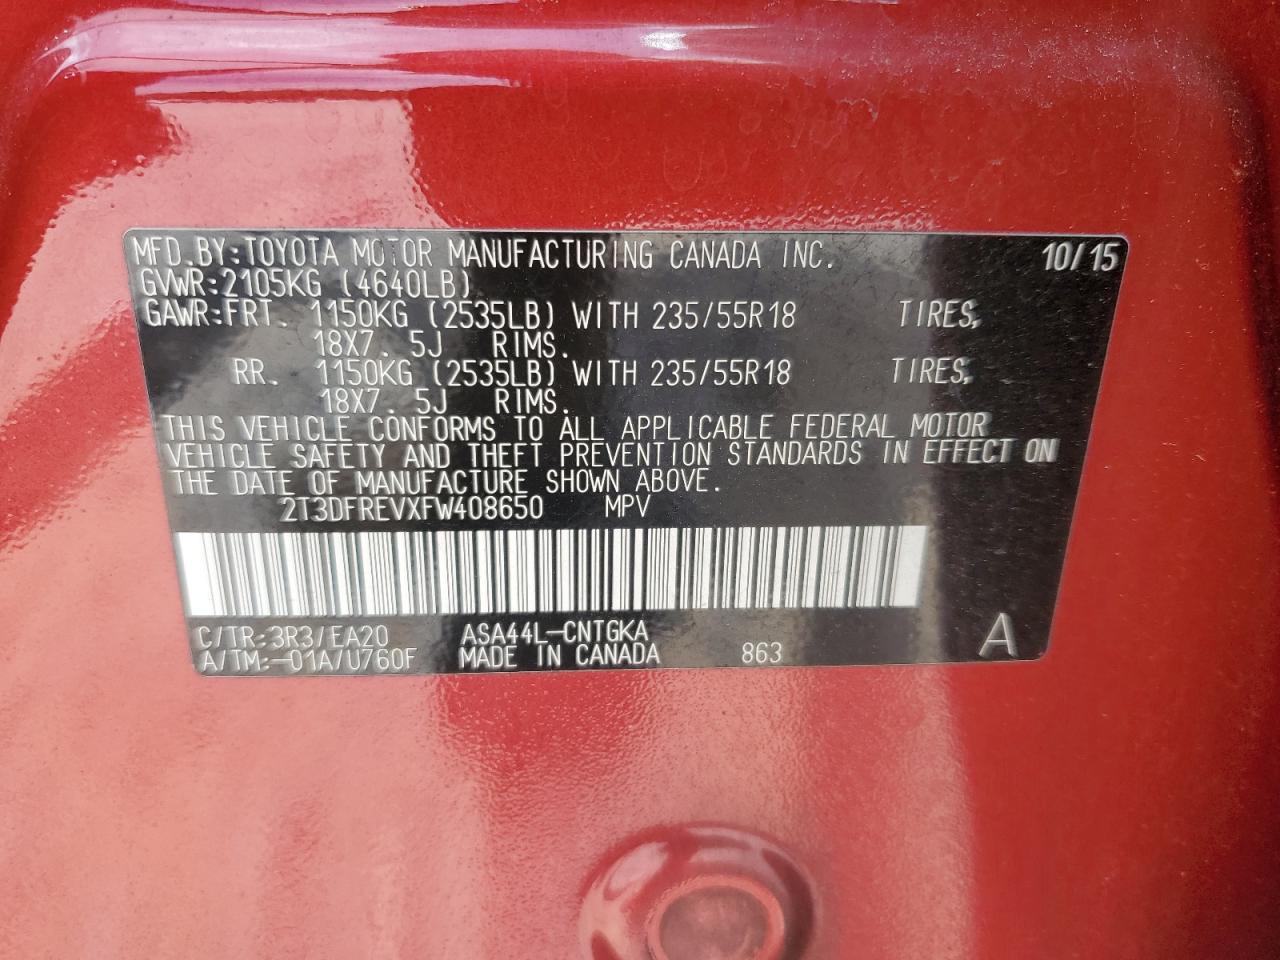 MFD.BY:TOYOTA MOTOR MANUFACTURING CANADA INC. 10/15
GVWR:2105KG (4640LB)
GAWR:FRT. 1150KG (2535LB) WITH 235/55R18 TIRES,
18X7.5J RIMS.
RR. 1150KG (2535LB) WITH 235/55R18 TIRES,
18X7.5J RIMS.
THIS VEHICLE CONFORMS TO ALL APPLICABLE FEDERAL MOTOR
VEHICLE SAFETY AND THEFT PREVENTION STANDARDS IN EFFECT ON
THE DATE OF MANUFACTURE SHOWN ABOVE.
2T3DFREVXFW408650 MPV
C/TR:3R3/EA20 ASA44L-CNTGKA A
A/TM:-01A/U760F MADE IN CANADA 863